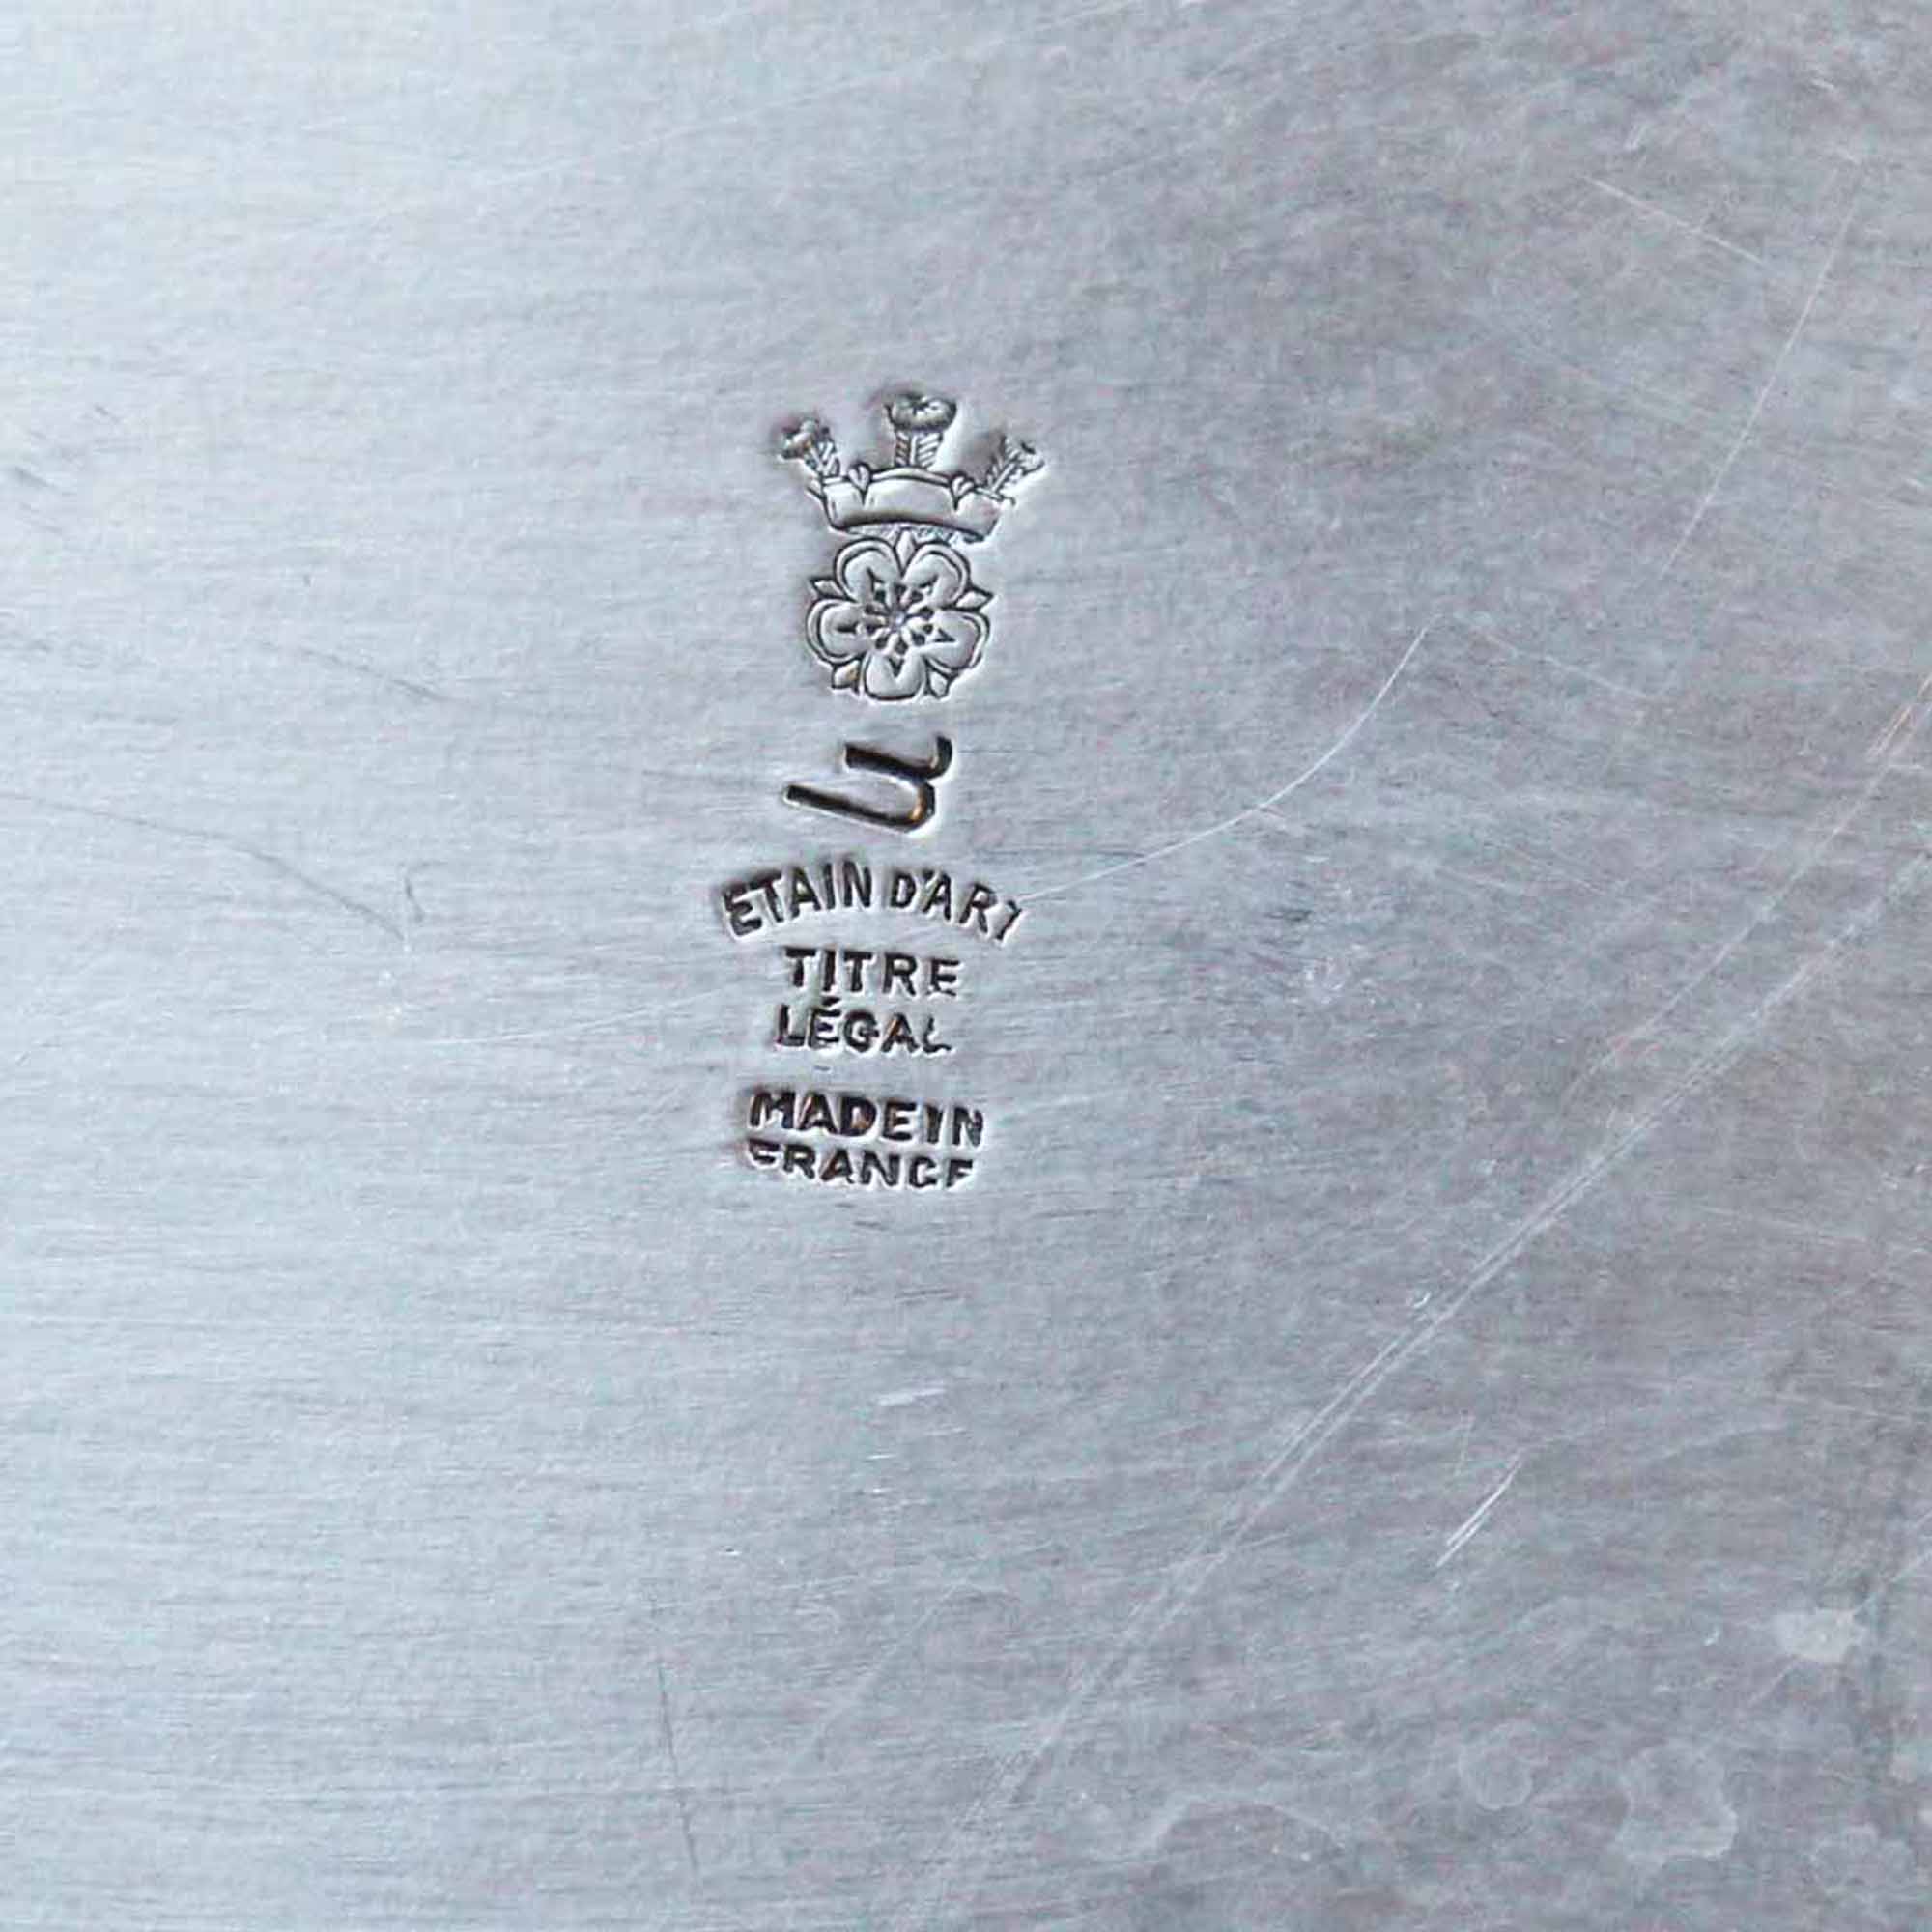 ETAIN D'ART
TITRE
LÉGAL
MADE IN
FRANCE